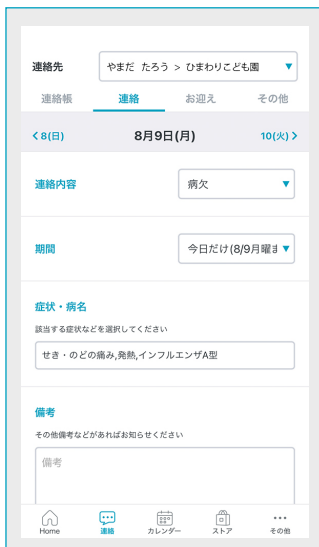 連絡先 やまだ たろう > ひまわりこども園 ▼
連絡帳 連絡 お迎え その他
<8(日) 8月9日(月) 10(火)>
連絡内容 病欠 ▼
期間 今日だけ(8/9月曜ま ▼
症状・病名
該当する症状などを選択してください
せき・のどの痛み,発熱,インフルエンザA型
備考
その他備考などがあればお知らせください
備考
Home 連絡 カレンダー ストア その他